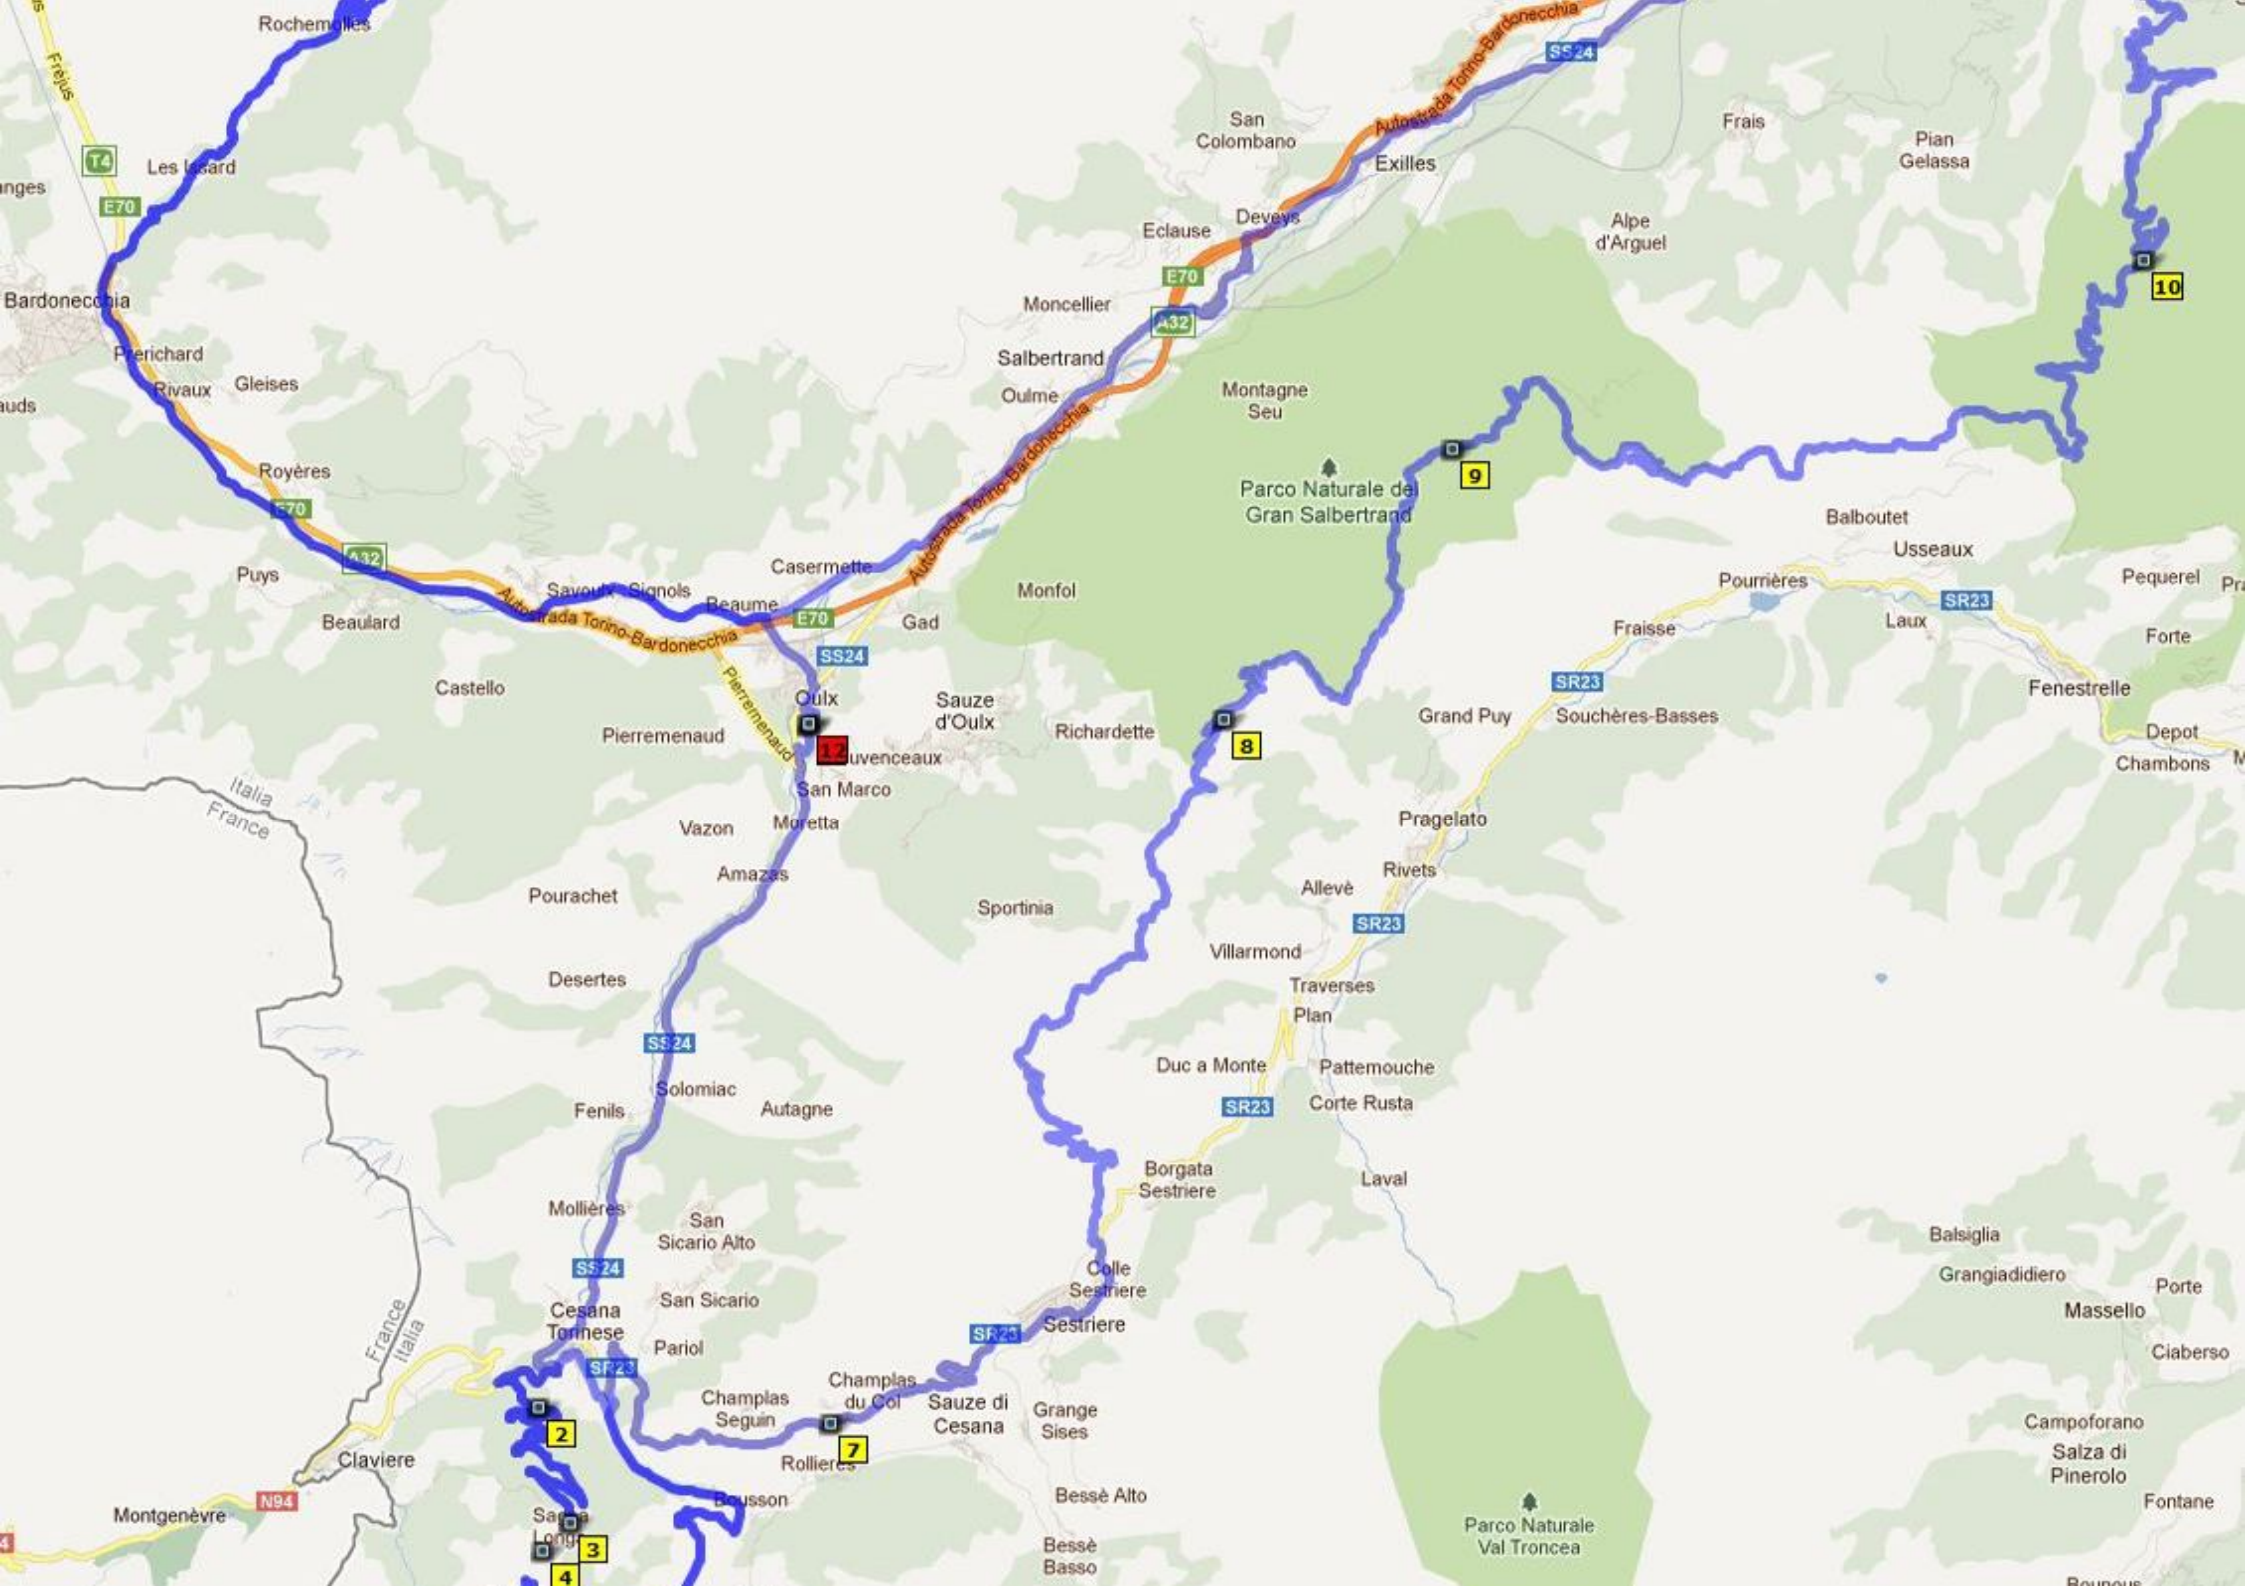 Rochemolles
Autostrada Torino-Bardonecchia
SS24
Fréjus
San
Colombano
Frais
Pian
Gelassa
T4
Les Issard
Exilles
E70
Eclause
Deveys
Alpe
d'Arguel
E70
10
Bardonecchia
Moncellier
A32
Prerichard
Salbertrand
Rivaux
Gleises
Oulme
Montagne
Seu
Autostrada Torino-Bardonecchia
Royères
9
Parco Naturale del
Gran Salbertrand
E70
Balboutet
Usseaux
A32
Puys
Casermette
Autostrada Torino-Bardonecchia
Monfol
Pourrières
SR23
Pequerel
Savoulx
Signols
Beaume
E70
Autostrada Torino-Bardonecchia
Beaulard
Gad
Fraisse
Laux
Forte
SS24
Castello
Pierremenaud
Oulx
Sauze
d'Oulx
SR23
Fenestrelle
Pierremenaud
12
uvenceaux
Richardette
8
Grand Puy
Souchères-Basses
Depot
Chambons
San Marco
Italia
France
Vazon
Moretta
Pragelato
Amazas
Rivets
Pourachet
Allevè
Sportinia
SR23
Villarmond
Desertes
Traverses
Plan
SS24
Duc a Monte
Pattemouche
Solomiac
Fenils
Autagne
SR23
Corte Rusta
Borgata
Sestriere
Laval
Mollières
San
Sicario Alto
Balsiglia
SS24
Colle
Sestriere
Grangiadidiero
Porte
Cesana
Torinese
San Sicario
Massello
France
Italia
SR23
Sestriere
Pariol
SR23
Ciaberso
Champlas
Seguin
Champlas
du Col
Sauze di
Cesana
Grange
Sises
2
7
Campoforano
Claviere
Rollieres
Salza di
Pinerolo
Bousson
Bessè Alto
N94
Montgenèvre
Fontane
Sagna
Longa
3
Parco Naturale
Val Troncea
Bessè
Basso
4